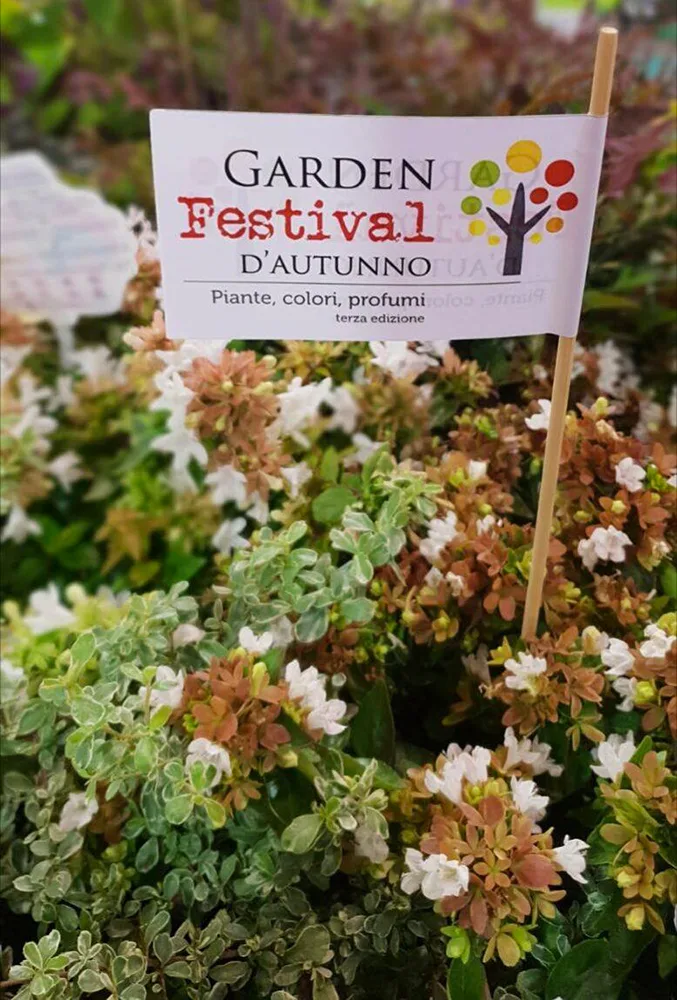 GARDEN
Festival
D'AUTUNNO
Piante, colori, profumi
terza edizione